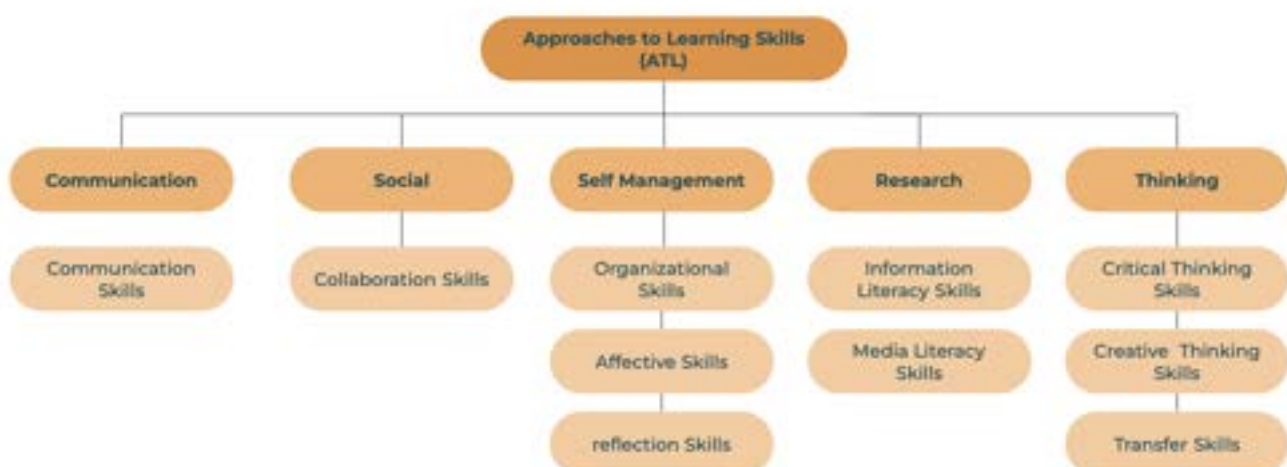 Approaches to Learning Skills
(ATL)
Communication
Social
Self Management
Research
Thinking
Communication
Skills
Collaboration Skills
Organizational
Skills
Information
Literacy Skills
Critical Thinking
Skills
Affective Skills
Media Literacy
Skills
Creative Thinking
Skills
reflection Skills
Transfer Skills